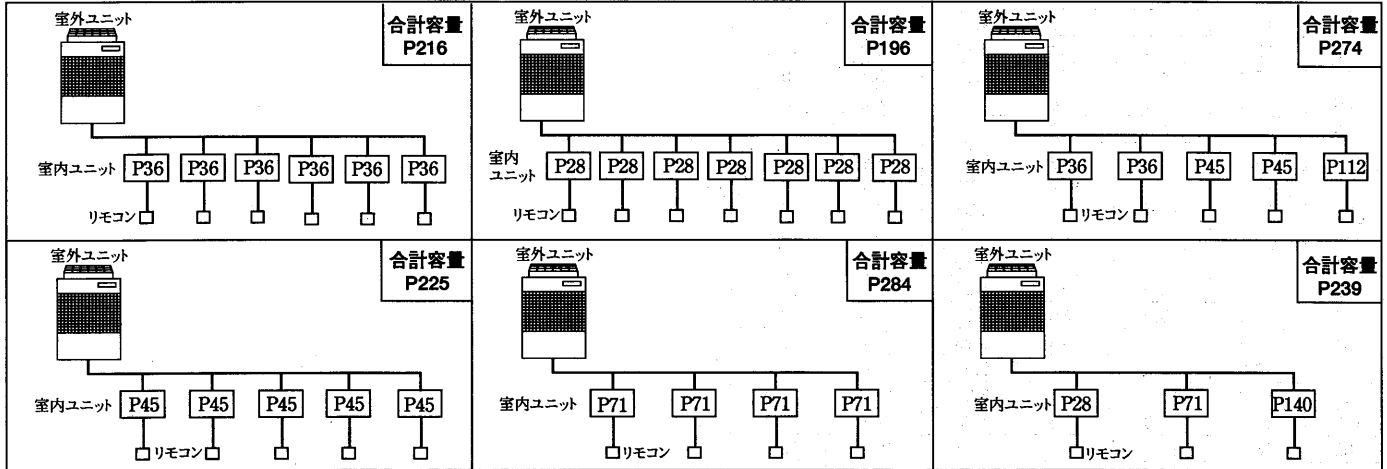 室外ユニット
合計容量
P216
室内ユニット P36 P36 P36 P36 P36 P36
リモコン
室外ユニット
合計容量
P196
室内
ユニット
P28 P28 P28 P28 P28 P28 P28
リモコン
室外ユニット
合計容量
P274
室内ユニット P36 P36 P45 P45 P112
リモコン
室外ユニット
合計容量
P225
室内ユニット P45 P45 P45 P45 P45
リモコン
室外ユニット
合計容量
P284
室内ユニット P71 P71 P71 P71
リモコン
室外ユニット
合計容量
P239
室内ユニット P28 P71 P140
リモコン